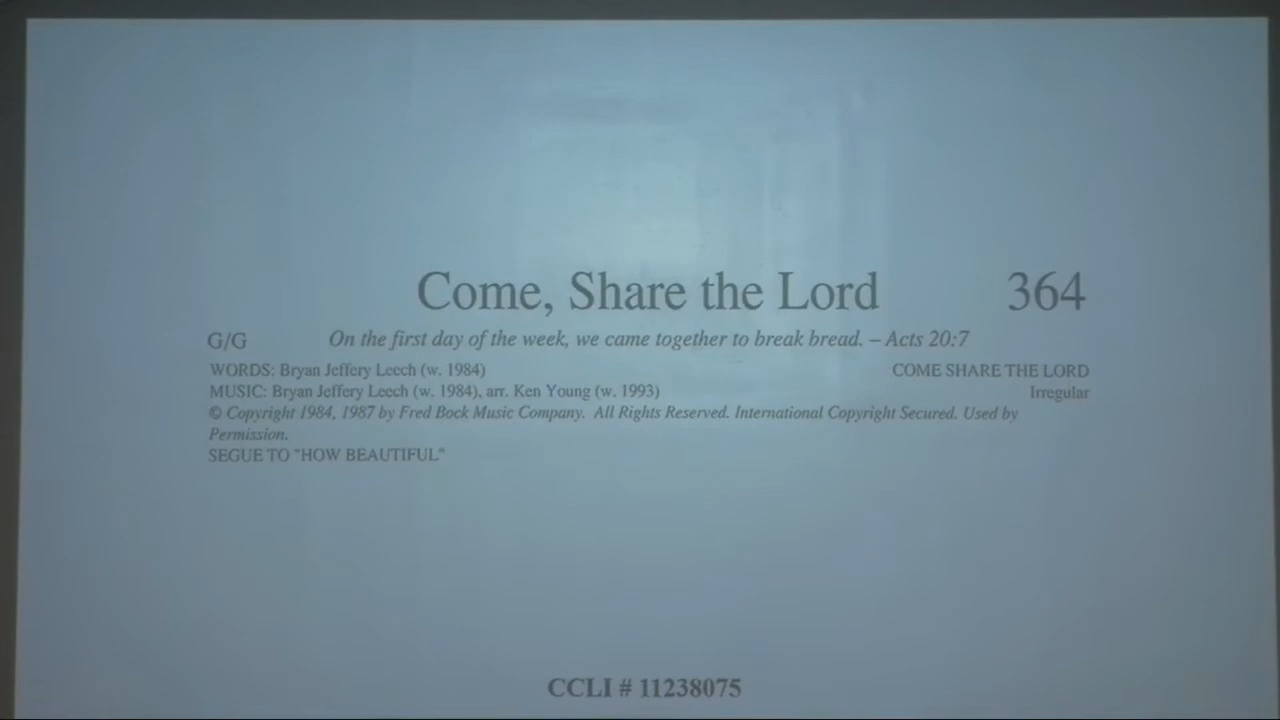 Come, Share the Lord 364
G/G On the first day of the week, we came together to break bread. – Acts 20:7
WORDS: Bryan Jeffery Leech (w. 1984) COME SHARE THE LORD
MUSIC: Bryan Jeffery Leech (w. 1984), arr. Ken Young (w. 1993) Irregular
© Copyright 1984, 1987 by Fred Bock Music Company. All Rights Reserved. International Copyright Secured. Used by
Permission.
SEGUE TO "HOW BEAUTIFUL"
CCLI # 11238075